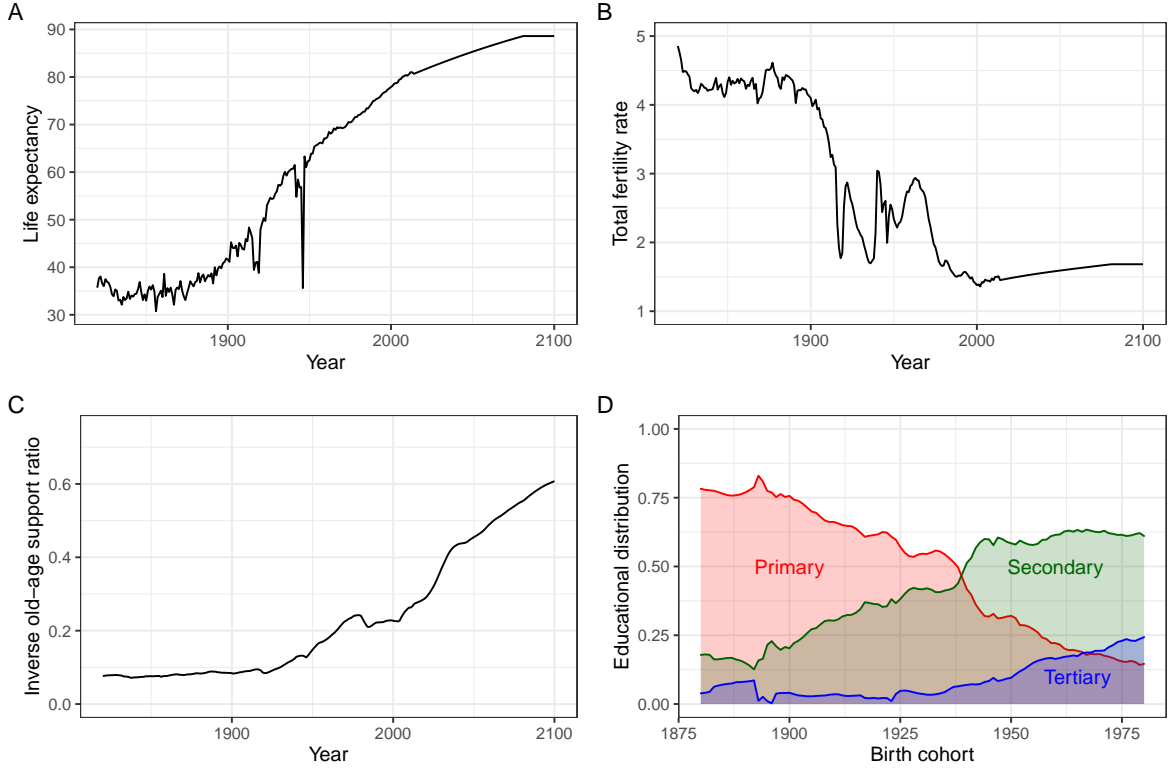 A
Life expectancy
90
80
70
60
50
40
30
1900
2000
2100
Year
B
Total fertility rate
5
4
3
2
1
1900
2000
2100
Year
C
Inverse old−age support ratio
0.6
0.4
0.2
0.0
1900
2000
2100
Year
D
Educational distribution
1.00
0.75
0.50
0.25
0.00
Primary
Secondary
Tertiary
1875
1900
1925
1950
1975
Birth cohort